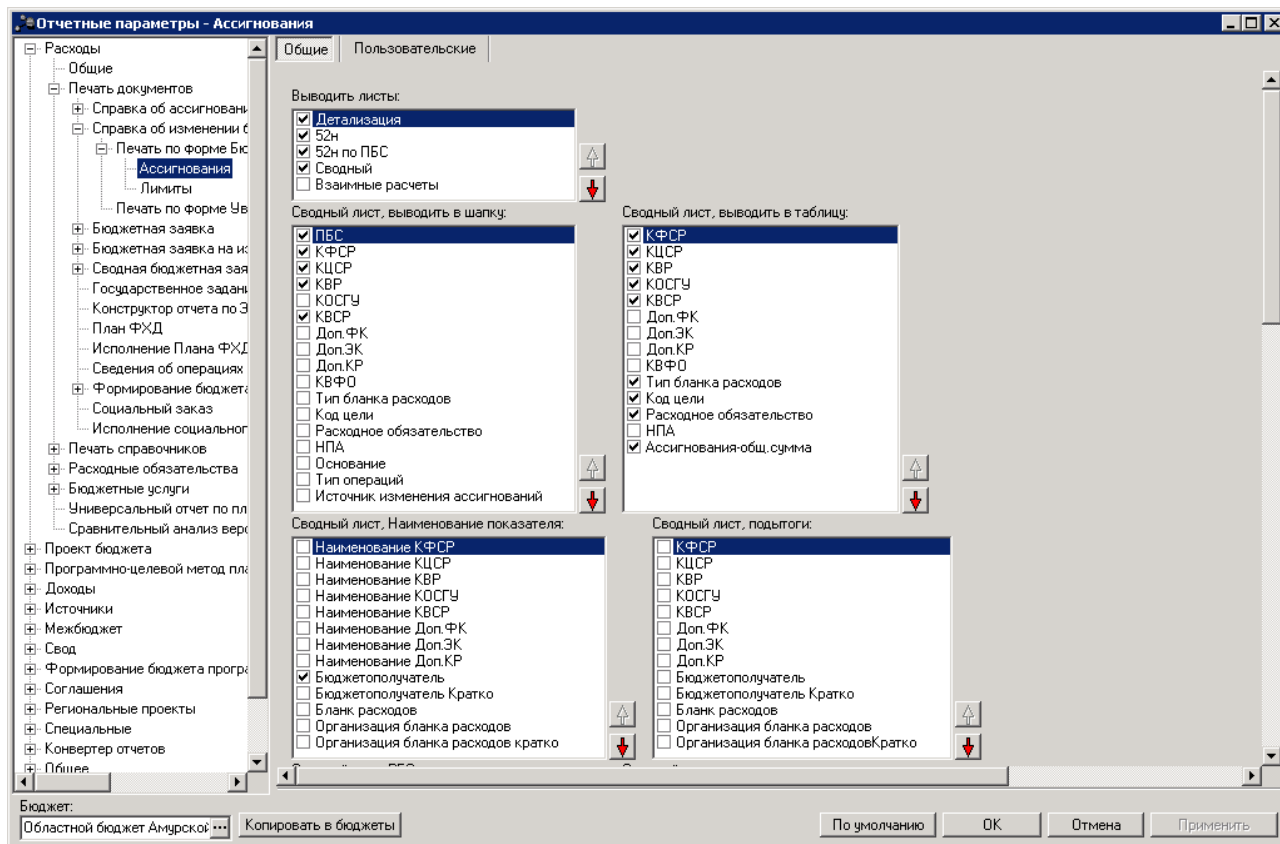 Отчетные параметры - Ассигнования
Расходы
Общие
Печать документов
Справка об ассигновани
Справка об изменении б
Печать по форме Бю
Ассигнования
Лимиты
Печать по форме Ув
Бюджетная заявка
Бюджетная заявка на из
Сводная бюджетная зая
Государственное задани
Конструктор отчета по Э
План ФХД
Исполнение Плана ФХД
Сведения об операциях
Формирование бюджета
Социальный заказ
Исполнение социальног
Печать справочников
Расходные обязательства
Бюджетные услуги
Универсальный отчет по пл
Сравнительный анализ верс
Проект бюджета
Программно-целевой метод пла
Доходы
Источники
Межбюджет
Свод
Формирование бюджета програ
Соглашения
Региональные проекты
Специальные
Конвертер отчетов
Общее
Общие
Пользовательские
Выводить листы:
Детализация
52н
52н по ПБС
Сводный
Взаимные расчеты
Сводный лист, выводить в шапку:
ПБС
КФСР
КЦСР
КВР
КОСГУ
КВСР
Доп.ФК
Доп.ЭК
Доп.КР
КВФО
Тип бланка расходов
Код цели
Расходное обязательство
НПА
Основание
Тип операций
Источник изменения ассигнований
Сводный лист, выводить в таблицу:
КФСР
КЦСР
КВР
КОСГУ
КВСР
Доп.ФК
Доп.ЭК
Доп.КР
КВФО
Тип бланка расходов
Код цели
Расходное обязательство
НПА
Ассигнования-общ.сумма
Сводный лист, Наименование показателя:
Наименование КФСР
Наименование КЦСР
Наименование КВР
Наименование КОСГУ
Наименование КВСР
Наименование Доп.ФК
Наименование Доп.ЭК
Наименование Доп.КР
Бюджетополучатель
Бюджетополучатель Кратко
Бланк расходов
Организация бланка расходов
Организация бланка расходов кратко
Сводный лист, подытоги:
КФСР
КЦСР
КВР
КОСГУ
КВСР
Доп.ФК
Доп.ЭК
Доп.КР
Бюджетополучатель
Бюджетополучатель Кратко
Бланк расходов
Организация бланка расходов
Организация бланка расходовКратко
Бюджет:
Областной бюджет Амурской
Копировать в бюджеты
По умолчанию
OK
Отмена
Применить